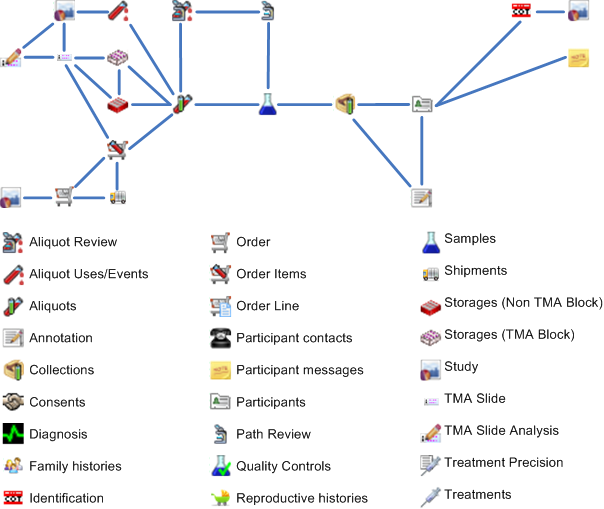 Aliquot Review
Aliquot Uses/Events
Aliquots
Annotation
Collections
Consents
Diagnosis
Family histories
Identification
Order
Order Items
Order Line
Participant contacts
Participant messages
Participants
Path Review
Quality Controls
Reproductive histories
Samples
Shipments
Storages (Non TMA Block)
Storages (TMA Block)
Study
TMA Slide
TMA Slide Analysis
Treatment Precision
Treatments